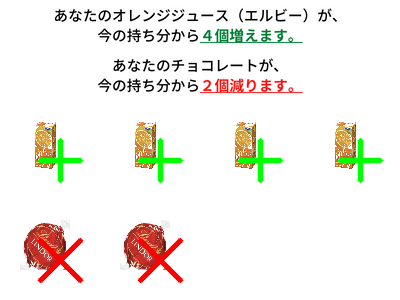 あなたのオレンジジュース（エルビー）が、
今の持ち分から４個増えます。
あなたのチョコレートが、
今の持ち分から２個減ります。
LINDOR
LINDOR